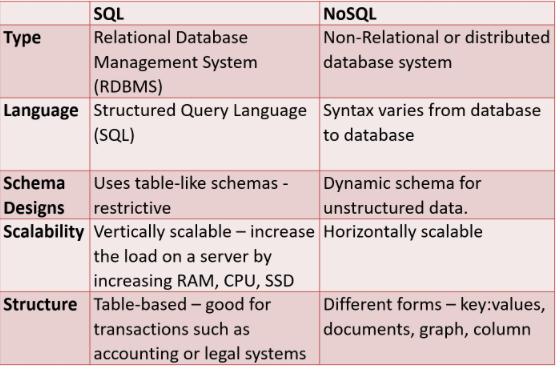 SQL NoSQL
Type Relational Database Non-Relational or distributed
Management System database system
(RDBMS)
Language Structured Query Language Syntax varies from database
(SQL) to database
Schema Uses table-like schemas - Dynamic schema for
Designs restrictive unstructured data.
Scalability Vertically scalable – increase Horizontally scalable
the load on a server by
increasing RAM, CPU, SSD
Structure Table-based – good for Different forms – key:values,
transactions such as documents, graph, column
accounting or legal systems